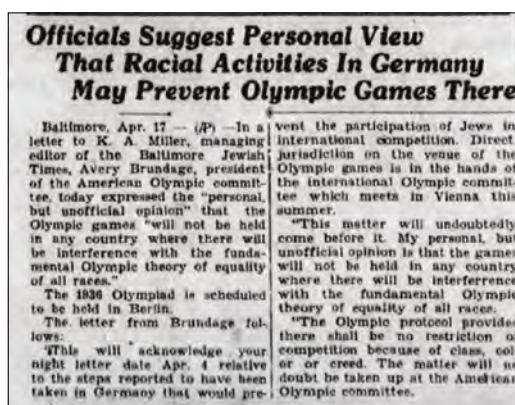 Officials Suggest Personal View
That Racial Activities In Germany
May Prevent Olympic Games There
Baltimore, Apr. 17 — (AP) — In a
letter to K. A. Miller, managing
editor of the Baltimore Jewish
Times, Avery Brundage, president
of the American Olympic commit-
tee, today expressed the "personal,
but unofficial opinion" that the
Olympic games "will not be held
in any country where there will
be interference with the funda-
mental Olympic theory of equality
of all races."
The 1936 Olympiad is scheduled
to be held in Berlin.
The letter from Brundage fol-
lows:
"This will acknowledge your
night letter date Apr. 4 relative
to the steps reported to have been
taken in Germany that would pre-
vent the participation of Jews in
international competition. Direct
jurisdiction on the venue of the
Olympic games is in the hands of
the international Olympic commit-
tee which meets in Vienna this
summer.
"This matter will undoubtedly
come before it. My personal, but
unofficial opinion is that the games
will not be held in any country
where there will be interferrence
with the fundamental Olympic
theory of equality of all races.
"The Olympic protocol provides
there shall be no restriction of
competition because of class, col-
or or creed. The matter will no
doubt be taken up at the American
Olympic committee.